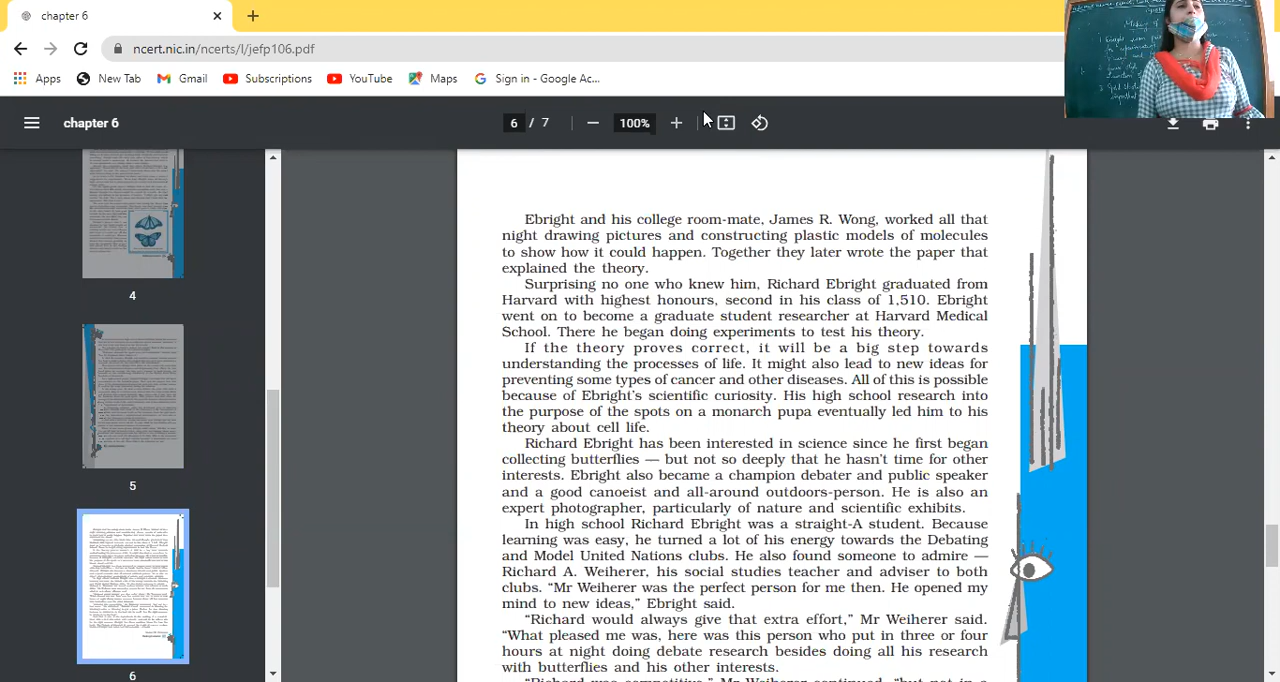 chapter 6
ncert.nic.in/ncerts/l/jefp106.pdf
Apps New Tab Gmail Subscriptions YouTube Maps Sign in - Google Ac...
chapter 6
6 / 7
100%
4
5
6
Ebright and his college room-mate, James R. Wong, worked all that
night drawing pictures and constructing plastic models of molecules
to show how it could happen. Together they later wrote the paper that
explained the theory.
Surprising no one who knew him, Richard Ebright graduated from
Harvard with highest honours, second in his class of 1,510. Ebright
went on to become a graduate student researcher at Harvard Medical
School. There he began doing experiments to test his theory.
If the theory proves correct, it will be a big step towards
understanding the processes of life. It might also lead to new ideas for
preventing some types of cancer and other diseases. All of this is possible
because of Ebright's scientific curiosity. His high school research into
the purpose of the spots on a monarch pupa eventually led him to his
theory about cell life.
Richard Ebright has been interested in science since he first began
collecting butterflies — but not so deeply that he hasn't time for other
interests. Ebright also became a champion debater and public speaker
and a good canoeist and all-around outdoors-person. He is also an
expert photographer, particularly of nature and scientific exhibits.
In high school Richard Ebright was a straight-A student. Because
learning was easy, he turned a lot of his energy towards the Debating
and Model United Nations clubs. He also found someone to admire —
Richard A. Weiherer, his social studies teacher and adviser to both
clubs. "Mr Weiherer was the perfect person for me then. He opened my
mind to new ideas," Ebright said.
"Richard would always give that extra effort," Mr Weiherer said.
"What pleased me was, here was this person who put in three or four
hours at night doing debate research besides doing all his research
with butterflies and his other interests.
"Richard was competitive," Mr Weiherer continued, "but not in a